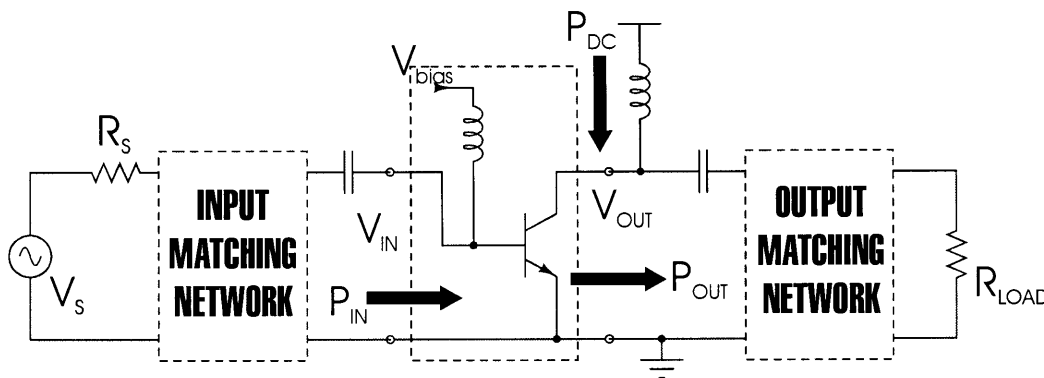 P_DC
V_bias
R_S
INPUT
MATCHING
NETWORK
V_IN
V_OUT
OUTPUT
MATCHING
NETWORK
V_S
P_IN
P_OUT
R_LOAD